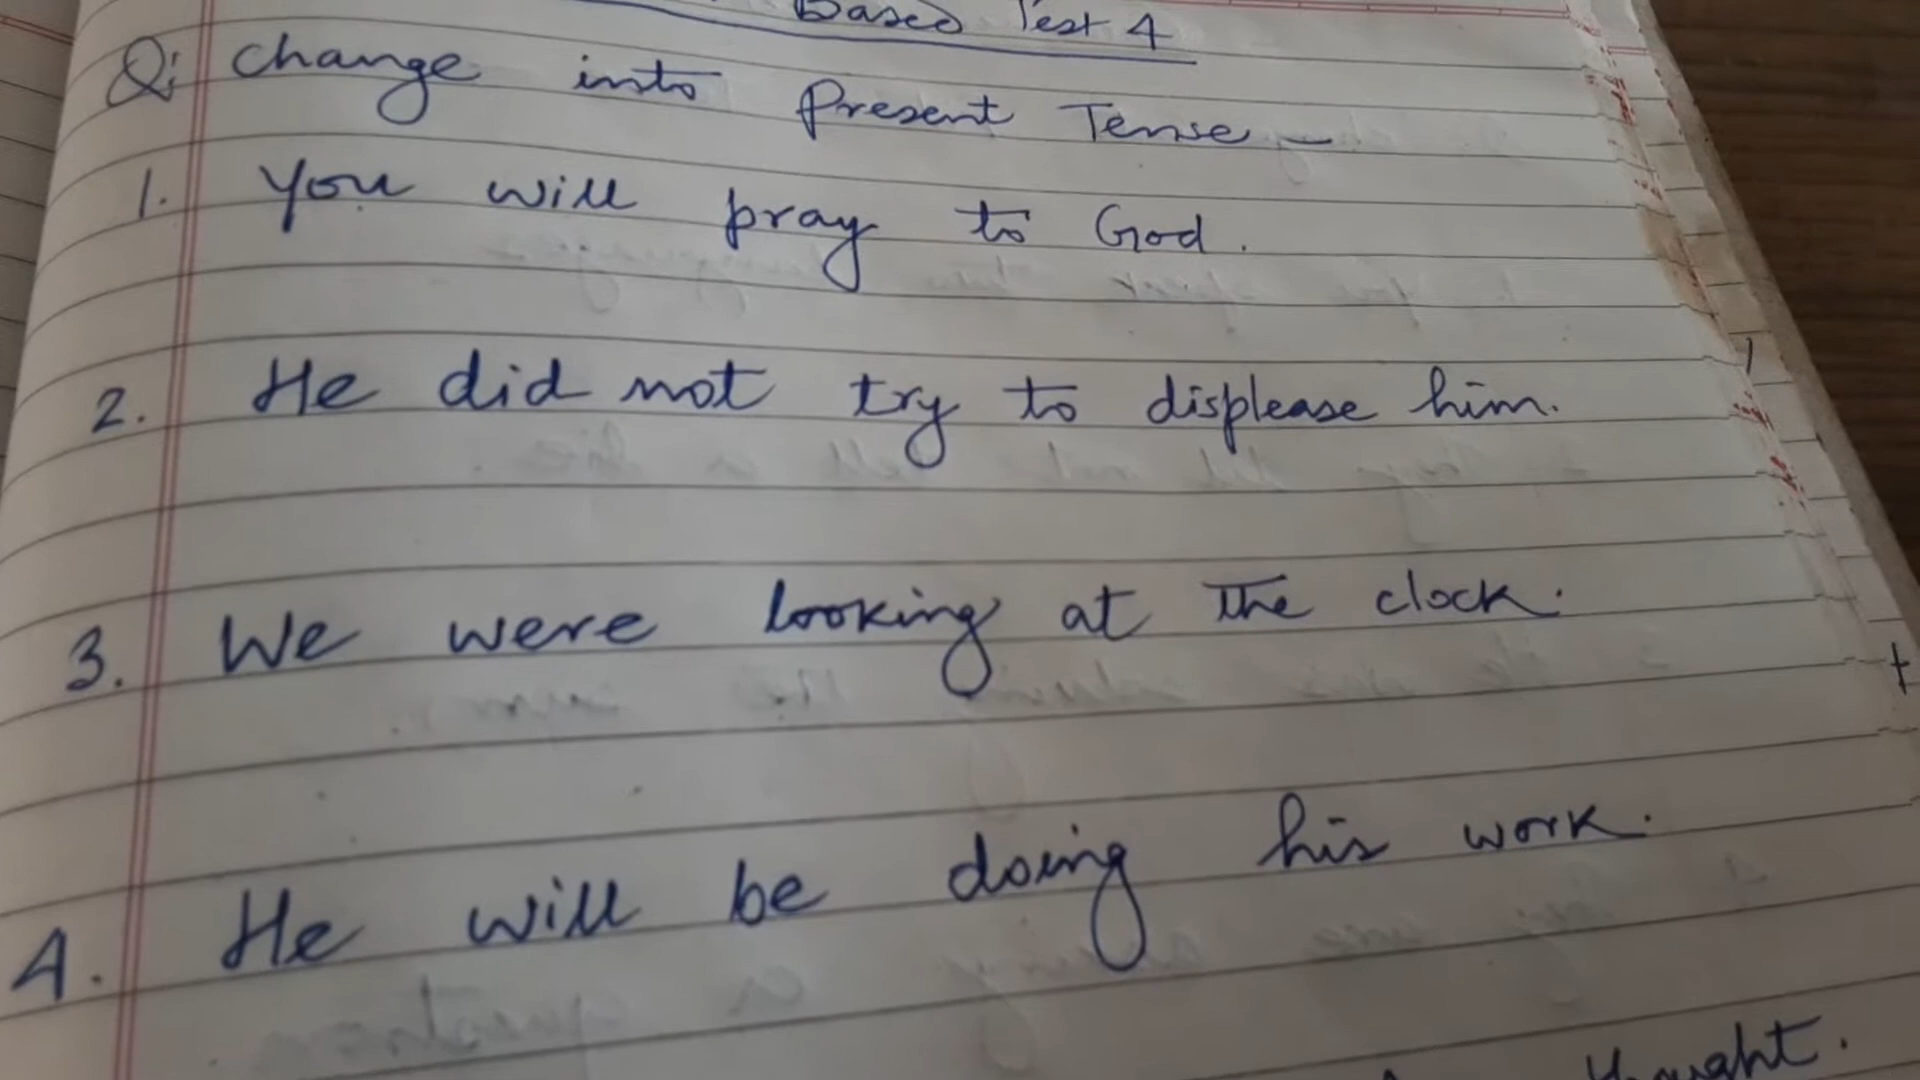 Based Test 4
Q: Change into Present Tense –
1. You will pray to God.
2. He did not try to displease him.
3. We were looking at the clock.
4. He will be doing his work.
thought.